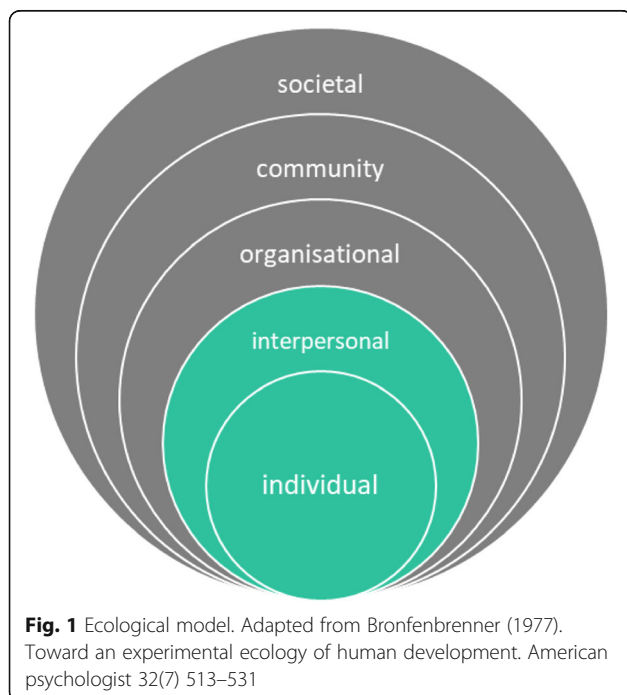 societal
community
organisational
interpersonal
individual
Fig. 1 Ecological model. Adapted from Bronfenbrenner (1977).
Toward an experimental ecology of human development. American
psychologist 32(7) 513–531